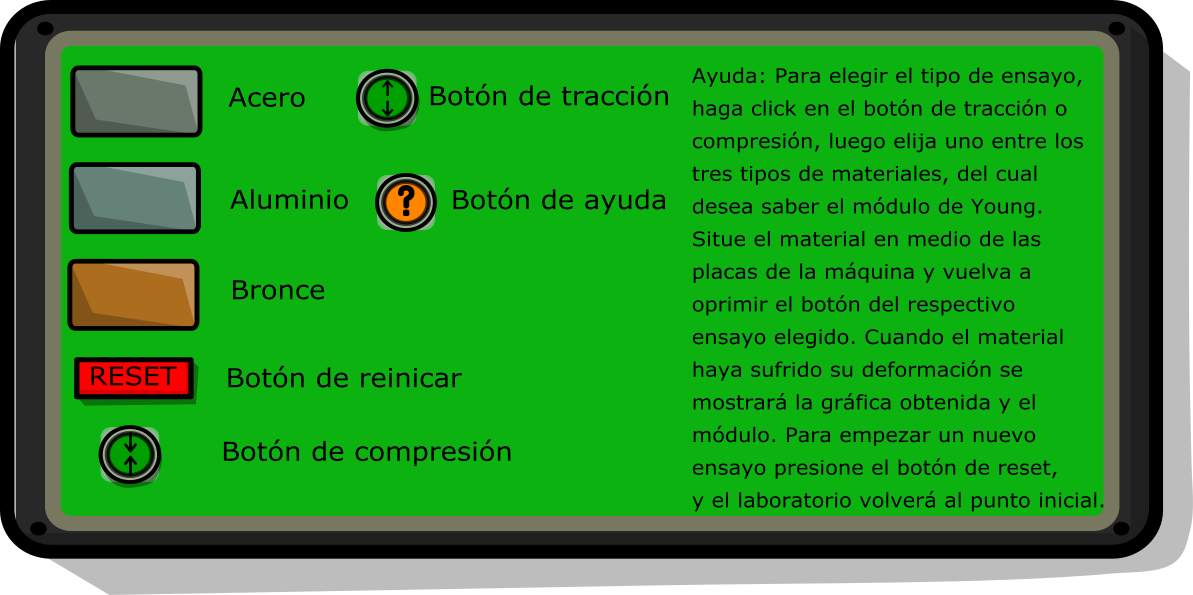 Acero
Botón de tracción
Aluminio
?
Botón de ayuda
Bronce
RESET
Botón de reinicar
Botón de compresión
Ayuda: Para elegir el tipo de ensayo,
haga click en el botón de tracción o
compresión, luego elija uno entre los
tres tipos de materiales, del cual
desea saber el módulo de Young.
Situe el material en medio de las
placas de la máquina y vuelva a
oprimir el botón del respectivo
ensayo elegido. Cuando el material
haya sufrido su deformación se
mostrará la gráfica obtenida y el
módulo. Para empezar un nuevo
ensayo presione el botón de reset,
y el laboratorio volverá al punto inicial.